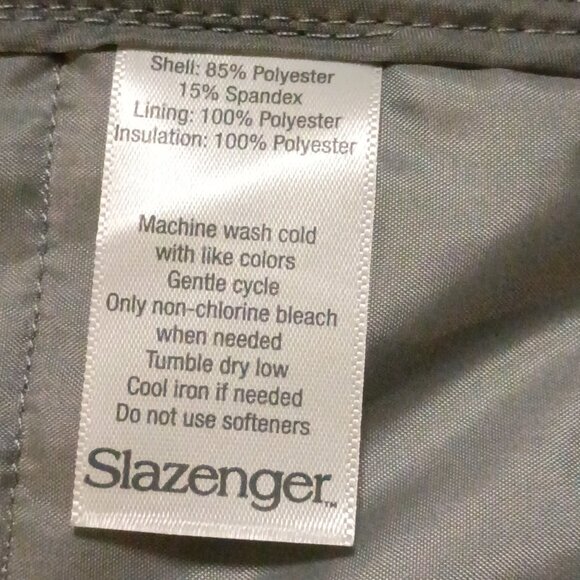 Shell: 85% Polyester
15% Spandex
Lining: 100% Polyester
Insulation: 100% Polyester
Machine wash cold
with like colors
Gentle cycle
Only non-chlorine bleach
when needed
Tumble dry low
Cool iron if needed
Do not use softeners
Slazenger™